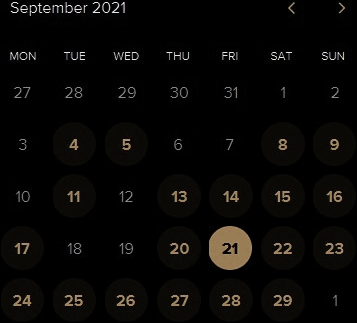 September 2021
MON TUE WED THU FRI SAT SUN
27 28 29 30 31 1 2
3 4 5 6 7 8 9
10 11 12 13 14 15 16
17 18 19 20 21 22 23
24 25 26 27 28 29 1